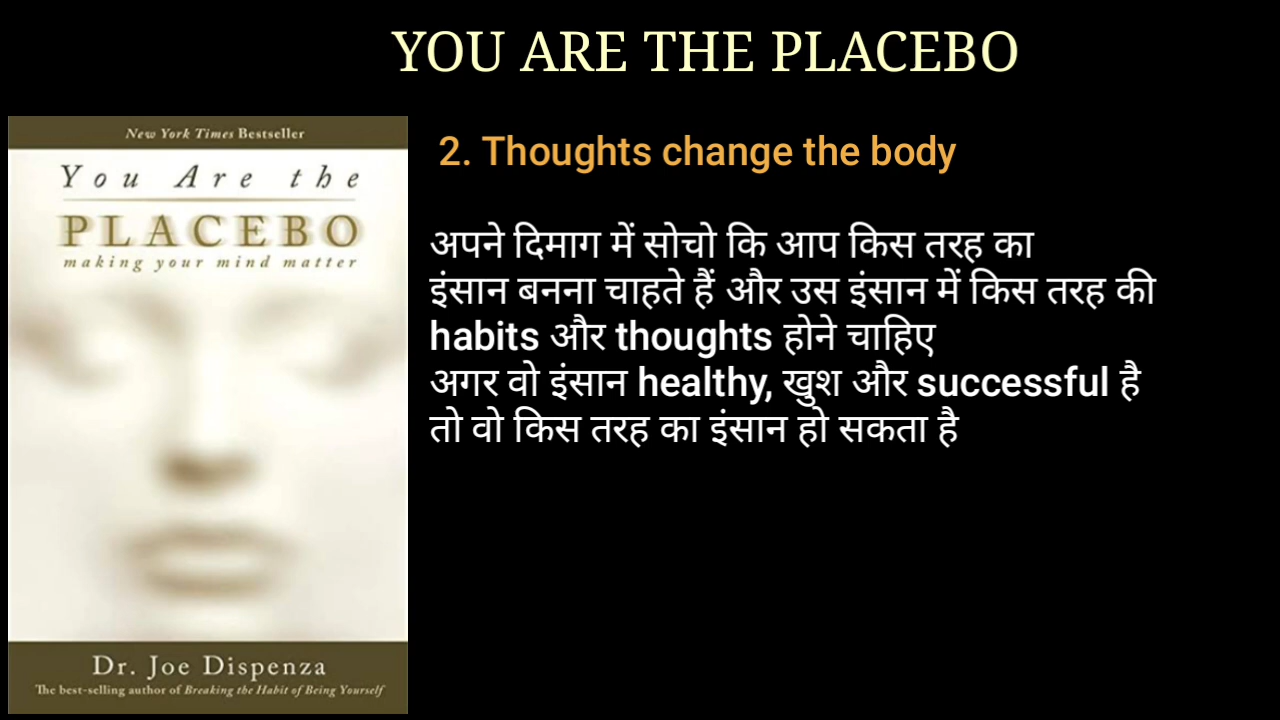 YOU ARE THE PLACEBO
New York Times Bestseller
You Are the
PLACEBO
making your mind matter
Dr. Joe Dispenza
The best-selling author of Breaking the Habit of Being Yourself
2. Thoughts change the body
अपने दिमाग में सोचो कि आप किस तरह का
इंसान बनना चाहते हैं और उस इंसान में किस तरह की
habits और thoughts होने चाहिए
अगर वो इंसान healthy, खुश और successful है
तो वो किस तरह का इंसान हो सकता है